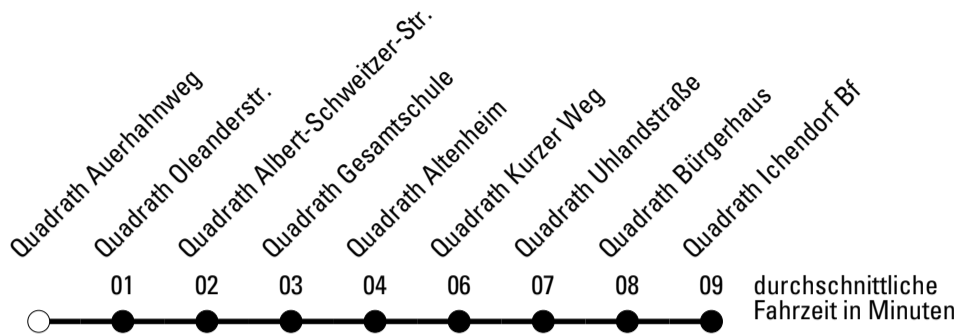 Quadrath Auerhahnweg
Quadrath Oleanderstr.
Quadrath Albert-Schweitzer-Str.
Quadrath Gesamtschule
Quadrath Altenheim
Quadrath Kurzer Weg
Quadrath Uhlandstraße
Quadrath Bürgerhaus
Quadrath Ichendorf Bf
01 02 03 04 06 07 08 09
durchschnittliche
Fahrzeit in Minuten